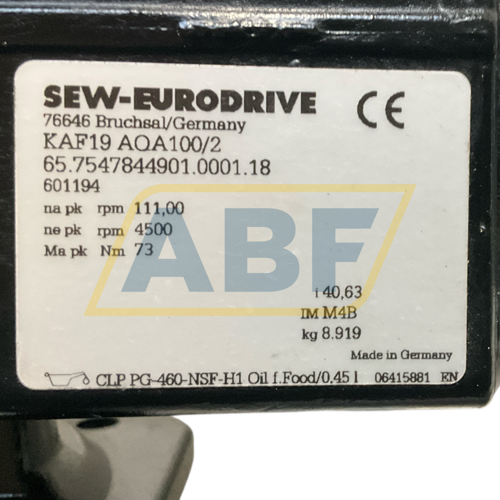 SEW-EURODRIVE CE
76646 Bruchsal/Germany
KAF19 AQA100/2
65.7547844901.0001.18
601194
na pk rpm 111,00
ne pk rpm 4500
Ma pk Nm 73
ABF
i 40,63
IM M4B
kg 8.919
Made in Germany
CLP PG-460-NSF-H1 Oil f.Food/0,45 l 06415881 EN